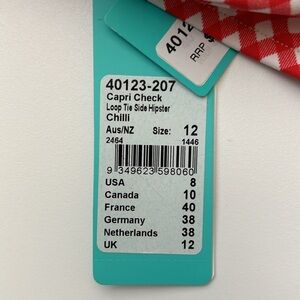 4012
RRP $
40123-207
Capri Check
Loop Tie Side Hipster
Chilli
Aus/NZ Size: 12
2464 1446
9 349623 598060
USA 8
Canada 10
France 40
Germany 38
Netherlands 38
UK 12